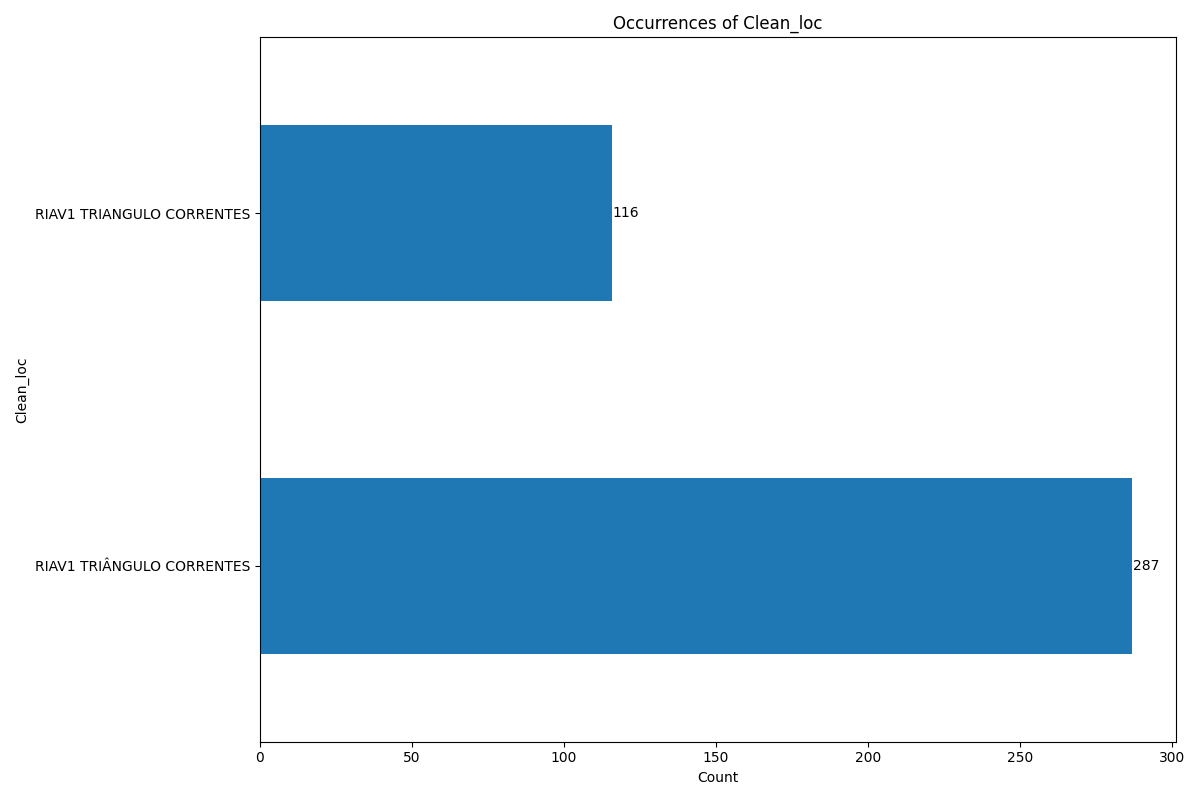 Occurrences of Clean_loc
RIAV1 TRIANGULO CORRENTES
116
Clean_loc
RIAV1 TRIÂNGULO CORRENTES
287
0
50
100
150
200
250
300
Count